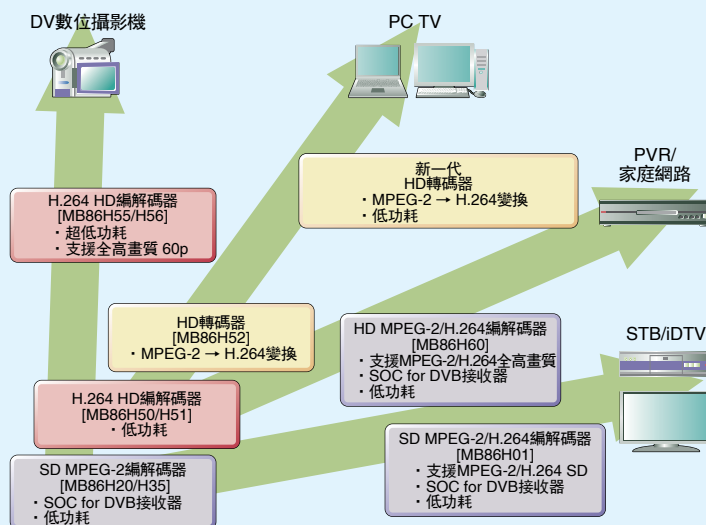 DV數位攝影機
PC TV
PVR/
家庭網路
新一代
HD轉碼器
・MPEG-2 → H.264變換
・低功耗
H.264 HD編解碼器
[MB86H55/H56]
・超低功耗
・支援全高畫質 60p
HD轉碼器
[MB86H52]
・MPEG-2 → H.264變換
HD MPEG-2/H.264編解碼器
[MB86H60]
・支援MPEG-2/H.264全高畫質
・SOC for DVB接收器
・低功耗
STB/iDTV
H.264 HD編解碼器
[MB86H50/H51]
・低功耗
SD MPEG-2/H.264編解碼器
[MB86H01]
・支援MPEG-2/H.264 SD
・SOC for DVB接收器
・低功耗
SD MPEG-2編解碼器
[MB86H20/H35]
・SOC for DVB接收器
・低功耗